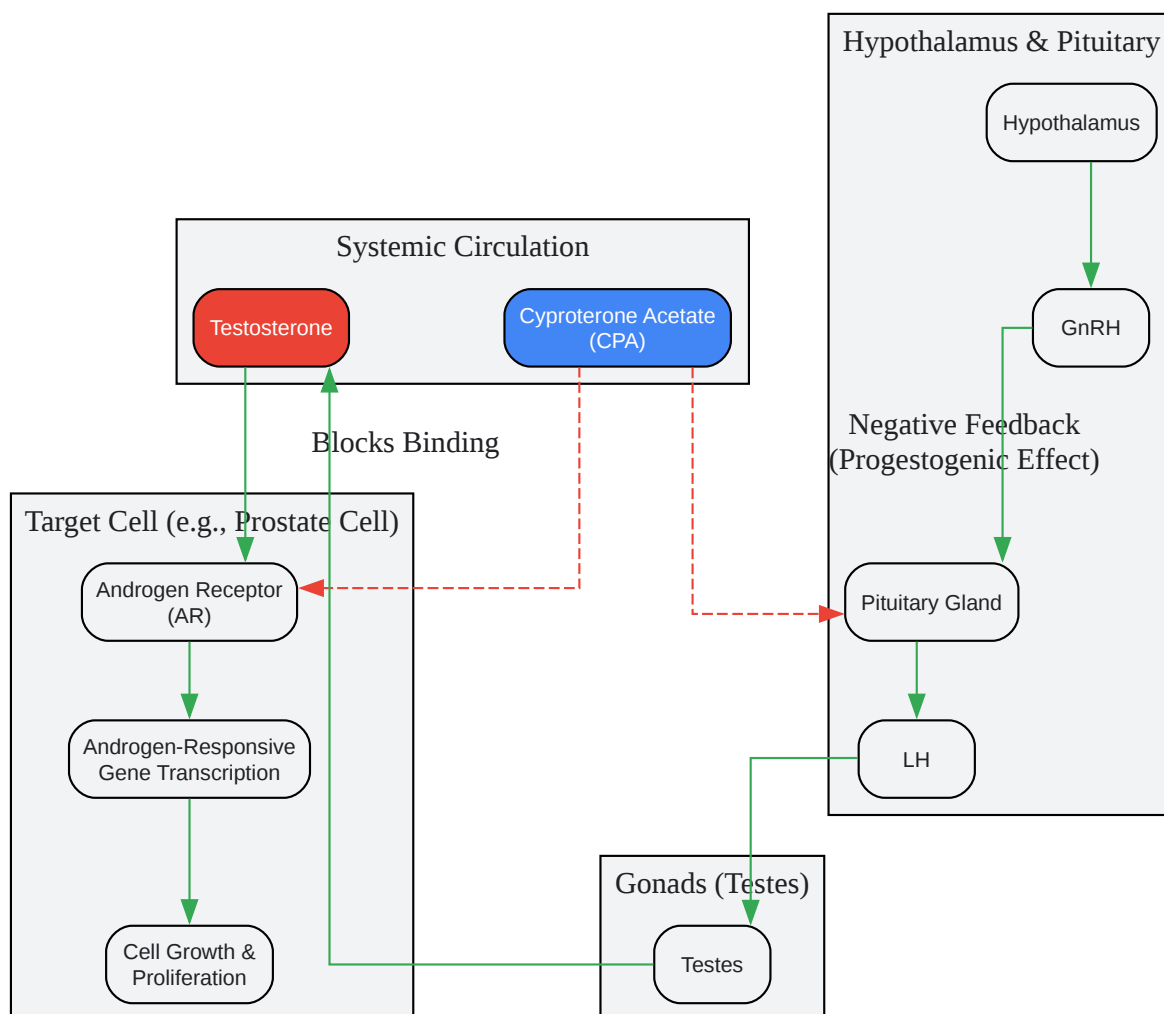 Hypothalamus & Pituitary
Hypothalamus
Systemic Circulation
Testosterone
Cyproterone Acetate
(CPA)
GnRH
Blocks Binding
Negative Feedback
(Progestogenic Effect)
Target Cell (e.g., Prostate Cell)
Androgen Receptor
(AR)
Pituitary Gland
Androgen-Responsive
Gene Transcription
LH
Gonads (Testes)
Cell Growth &
Proliferation
Testes